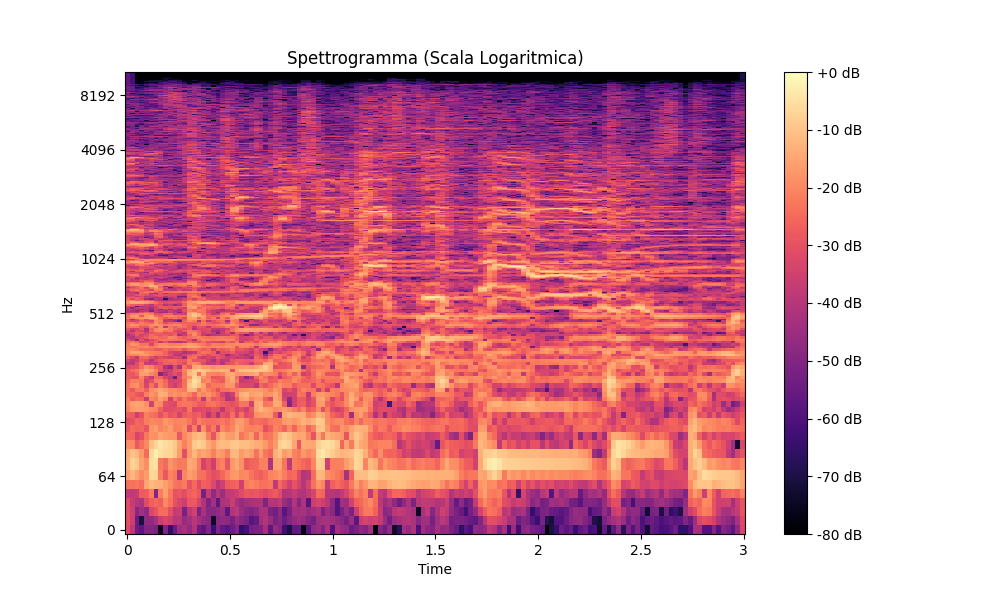 Spettrogramma (Scala Logaritmica)
Hz
8192
4096
2048
1024
512
256
128
64
0
0 0.5 1 1.5 2 2.5 3
Time
+0 dB
-10 dB
-20 dB
-30 dB
-40 dB
-50 dB
-60 dB
-70 dB
-80 dB